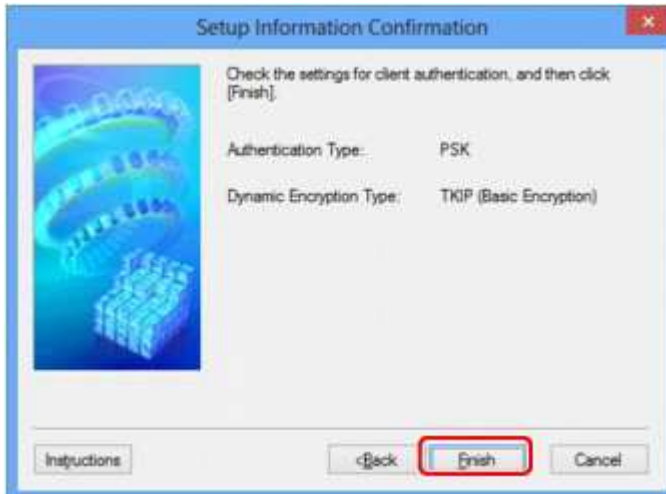 Setup Information Confirmation
Check the settings for client authentication, and then click
[Finish].
Authentication Type: PSK
Dynamic Encryption Type: TKIP (Basic Encryption)
Instructions <Back Finish Cancel